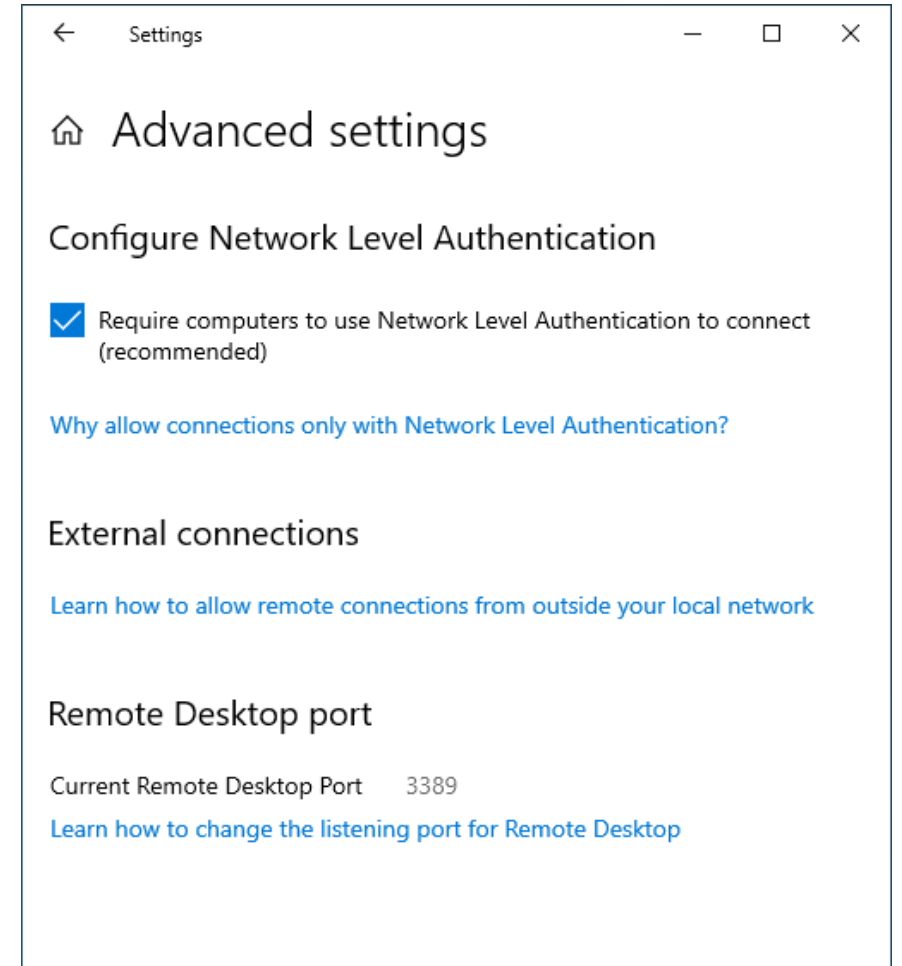 Settings
Advanced settings
Configure Network Level Authentication
Require computers to use Network Level Authentication to connect
(recommended)
Why allow connections only with Network Level Authentication?
External connections
Learn how to allow remote connections from outside your local network
Remote Desktop port
Current Remote Desktop Port 3389
Learn how to change the listening port for Remote Desktop